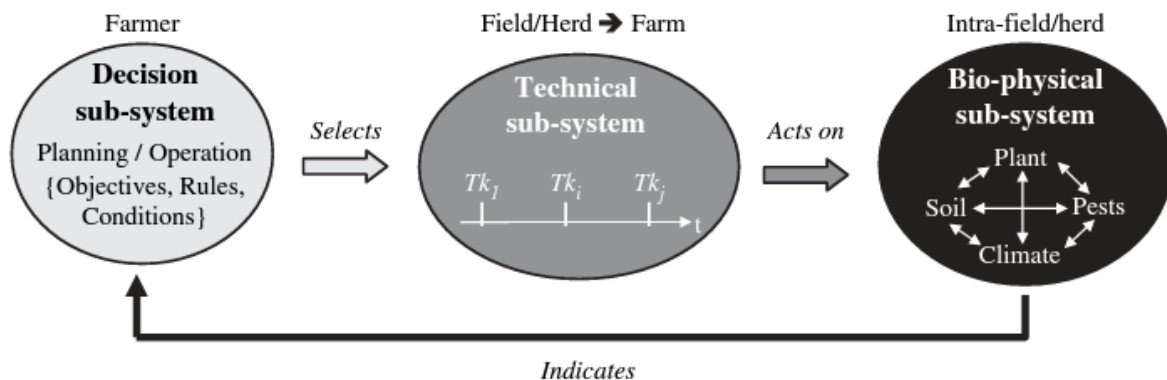 Farmer
Decision
sub-system
Planning / Operation
{Objectives, Rules,
Conditions}
Selects
Field/Herd ➔ Farm
Technical
sub-system
Tk₁ Tkᵢ Tkⱼ
t
Acts on
Intra-field/herd
Bio-physical
sub-system
Plant
Soil Pests
Climate
Indicates